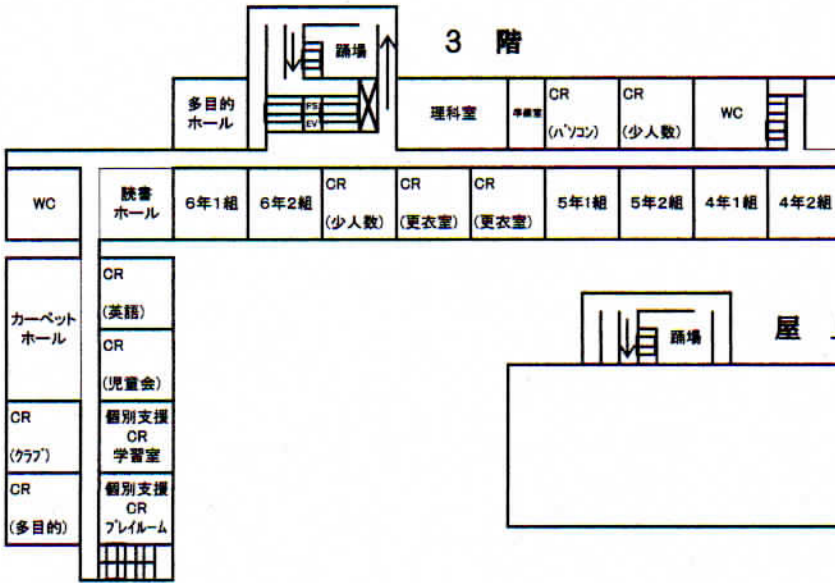 3 階
踊場
多目的
ホール
FS
EV
理科室
準備室
CR
(パソコン)
CR
(少人数)
WC
WC
読書
ホール
6年1組
6年2組
CR
(少人数)
CR
(更衣室)
CR
(更衣室)
5年1組
5年2組
4年1組
4年2組
カーペット
ホール
CR
(英語)
CR
(児童会)
CR
(クラブ)
個別支援
CR
学習室
CR
(多目的)
個別支援
CR
プレイルーム
踊場
屋